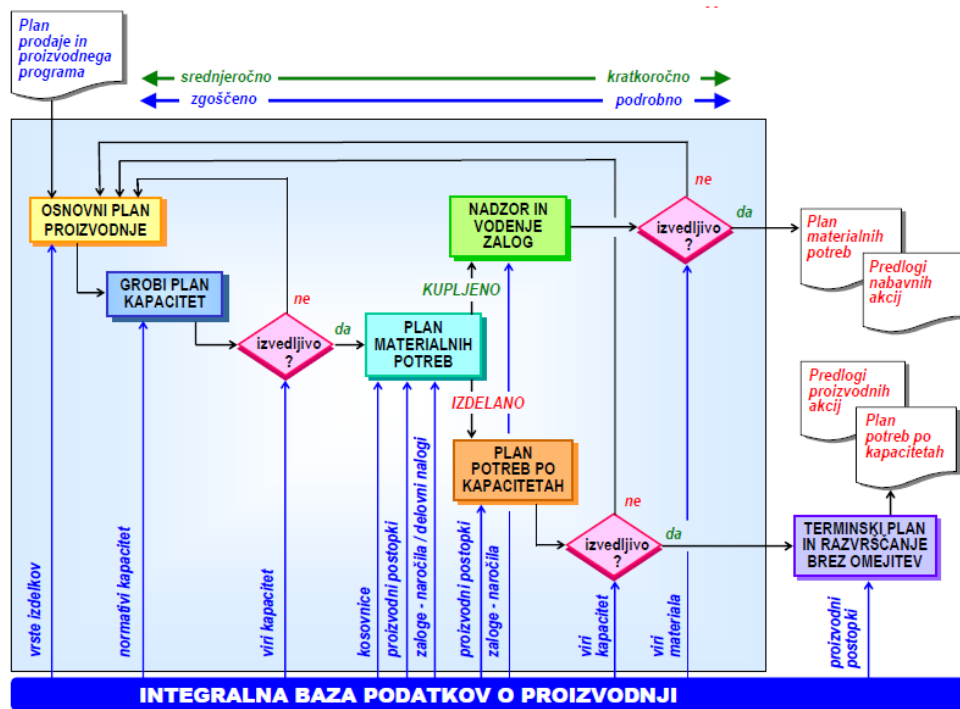 Plan
prodaje in
proizvodnega
programa
srednjeročno
kratkoročno
zgoščeno
podrobno
OSNOVNI PLAN
PROIZVODNJE
GROBI PLAN
KAPACITET
izvedljivo
?
ne
da
PLAN
MATERIALNIH
POTREB
KUPLJENO
NADZOR IN
VODENJE
ZALOG
izvedljivo
?
ne
da
Plan
materialnih
potreb
Predlogi
nabavnih
akcij
IZDELANO
PLAN
POTREB PO
KAPACITETAH
izvedljivo
?
ne
da
Predlogi
proizvodnih
akcij
Plan
potreb po
kapacitetah
TERMINSKI PLAN
IN RAZVRŠČANJE
BREZ OMEJITEV
vrste izdelkov
normativi kapacitet
viri kapacitet
kosovnice
proizvodni postopki
zaloge - naročila / delovni nalogi
proizvodni postopki
zaloge - naročila
viri
kapacitet
viri
materiala
proizvodni
postopki
INTEGRALNA BAZA PODATKOV O PROIZVODNJI